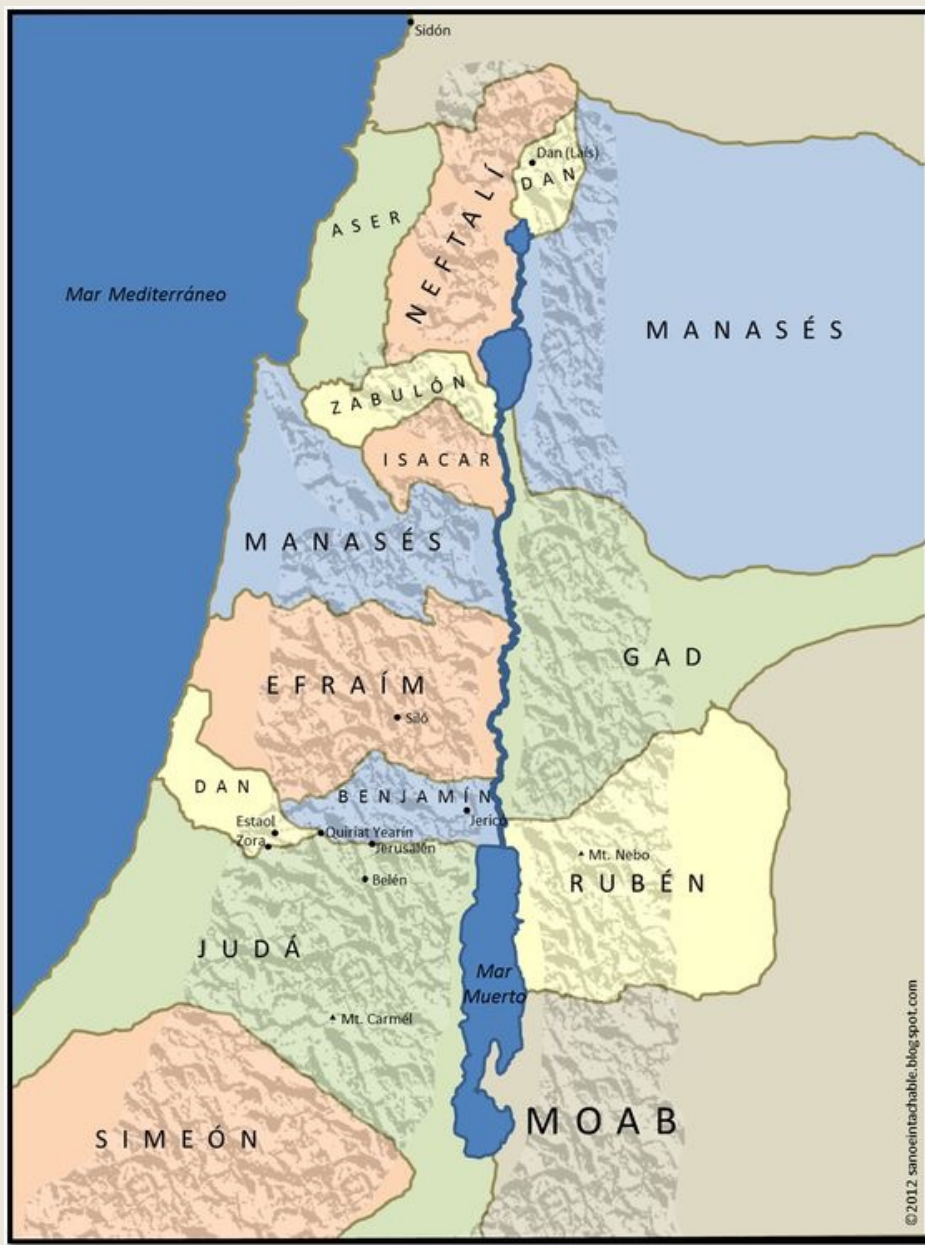 Sidón
Dan (Lais)
DAN
ASER
NEFTALÍ
Mar Mediterráneo
MANASÉS
ZABULÓN
ISACAR
MANASÉS
GAD
EFRAÍM
Siló
DAN
BENJAMÍN
Jericó
Estaol
Quiriat Yearín
Zora
Jerusalén
Mt. Nebo
Belén
RUBÉN
JUDÁ
Mar
Muerto
Mt. Carmél
MOAB
SIMEÓN
©2012 sanoeintachable.blogspot.com